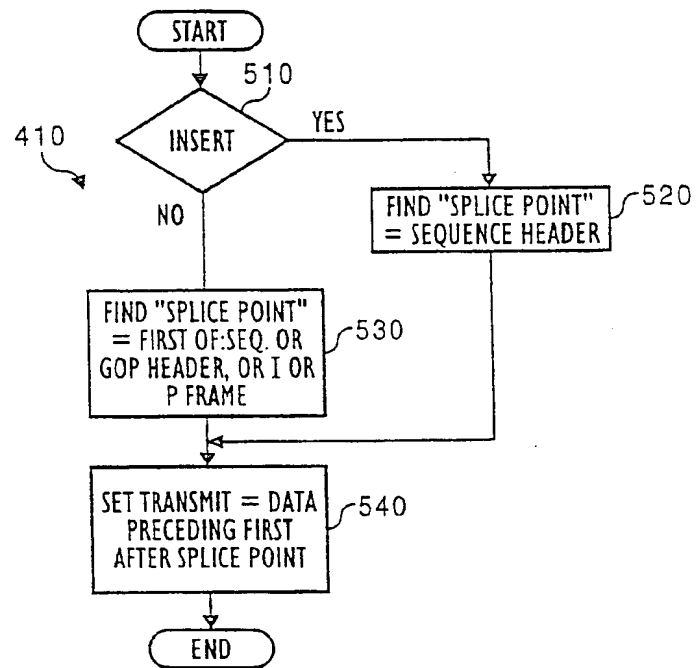 START
510
INSERT
YES
410
NO
FIND "SPLICE POINT"
= SEQUENCE HEADER
520
FIND "SPLICE POINT"
= FIRST OF:SEQ. OR
GOP HEADER, OR I OR
P FRAME
530
SET TRANSMIT = DATA
PRECEDING FIRST
AFTER SPLICE POINT
540
END